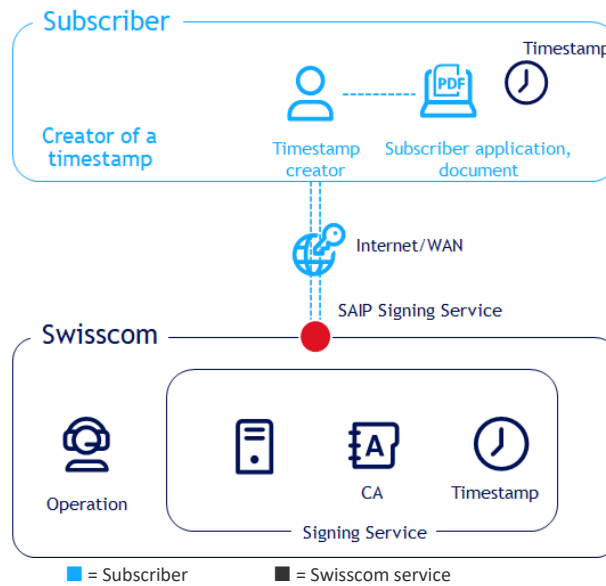 Subscriber
Timestamp
PDF
Creator of a
timestamp
Timestamp
creator
Subscriber application,
document
Internet/WAN
SAIP Signing Service
Swisscom
A
Operation
CA
Timestamp
Signing Service
= Subscriber
= Swisscom service